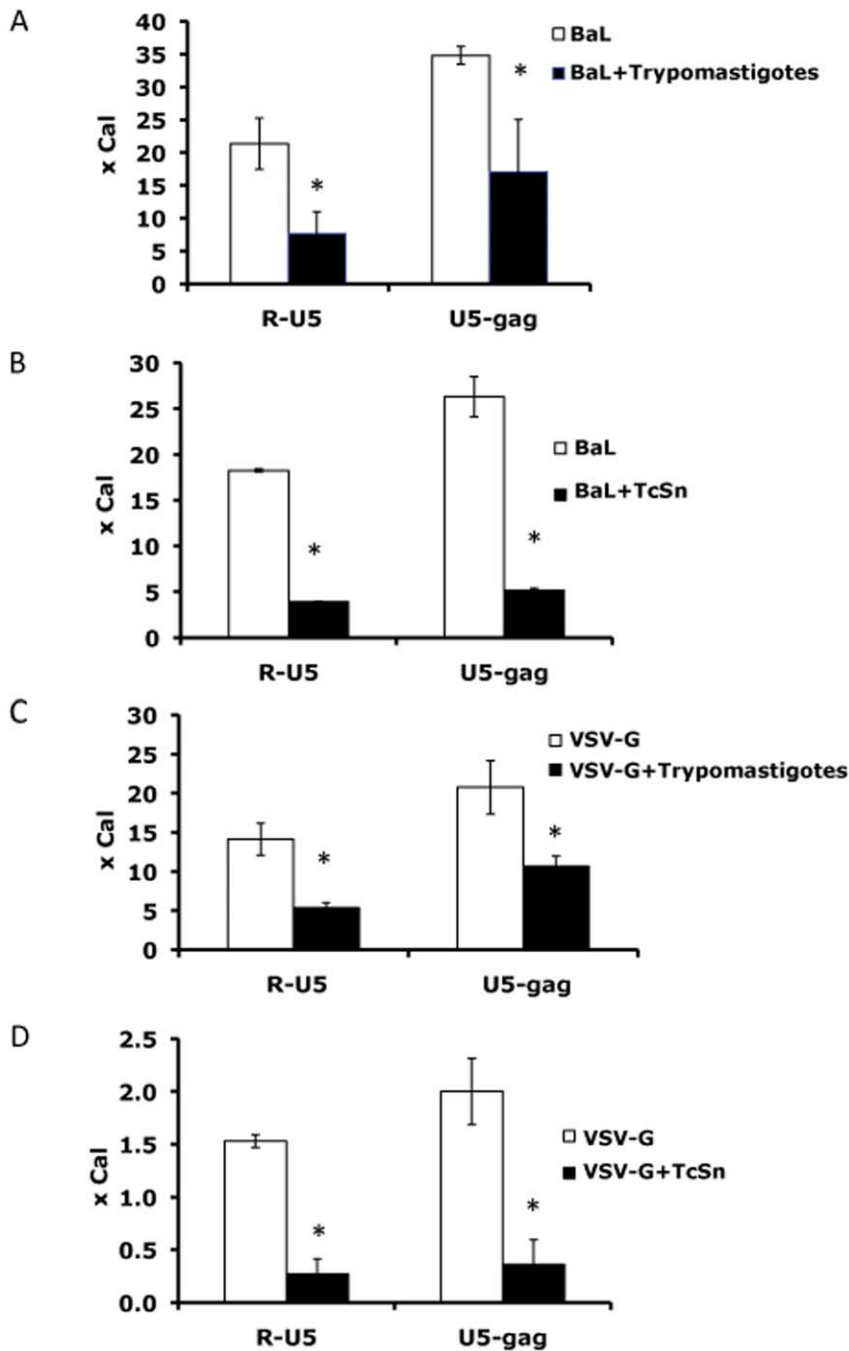 A
40
35
30
25
20
15
10
5
0
x Cal
BaL
BaL+Trypomastigotes
*
*
R-U5
U5-gag
B
30
25
20
15
10
5
0
x Cal
BaL
BaL+TcSn
*
*
R-U5
U5-gag
C
30
25
20
15
10
5
0
x Cal
VSV-G
VSV-G+Trypomastigotes
*
*
R-U5
U5-gag
D
2.5
2.0
1.5
1.0
0.5
0.0
x Cal
VSV-G
VSV-G+TcSn
*
*
R-U5
U5-gag